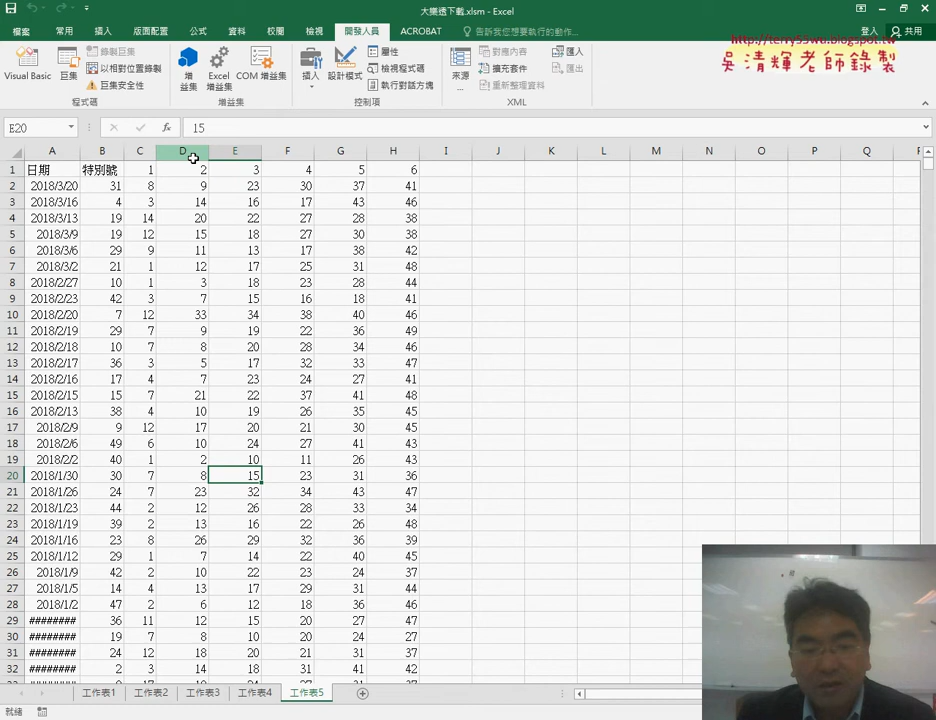 大樂透下載.xlsm - Excel
檔案 常用 插入 版面配置 公式 資料 校閱 檢視 開發人員 ACROBAT 告訴我您想要執行的動作... 登入 共用
http://terry55wu.blogspot.tw
吳清輝老師錄製
Visual Basic 巨集 錄製巨集 以相對位置錄製 巨集安全性 程式碼
增益集 Excel 增益集 COM 增益集 增益集
插入 設計模式 屬性 檢視程式碼 執行對話方塊 控制項
來源 對應內容 擴充套件 重新整理資料 匯入 匯出 XML
E20 fx 15
A B C D E F G H I J K L M N O P Q
1 日期 特別號 1 2 3 4 5 6
2 2018/3/20 31 8 9 23 30 37 41
3 2018/3/16 4 3 14 16 17 43 46
4 2018/3/13 19 14 20 22 27 28 38
5 2018/3/9 19 12 15 18 27 30 38
6 2018/3/6 29 9 11 13 17 38 42
7 2018/3/2 21 1 12 17 25 31 48
8 2018/2/27 10 1 3 18 23 28 44
9 2018/2/23 42 3 7 15 16 18 41
10 2018/2/20 7 12 33 34 38 40 46
11 2018/2/19 29 7 9 19 22 36 49
12 2018/2/18 10 7 8 20 28 34 46
13 2018/2/17 36 3 5 17 32 33 47
14 2018/2/16 17 4 7 23 24 27 41
15 2018/2/15 15 7 21 22 37 41 48
16 2018/2/13 38 4 10 19 26 35 45
17 2018/2/9 9 12 17 20 21 30 45
18 2018/2/6 49 6 10 24 27 41 43
19 2018/2/2 40 1 2 10 11 26 43
20 2018/1/30 30 7 8 15 23 31 36
21 2018/1/26 24 7 23 32 34 43 47
22 2018/1/23 44 2 12 26 28 33 34
23 2018/1/19 39 2 13 16 22 26 48
24 2018/1/16 23 8 26 29 32 36 39
25 2018/1/12 29 1 7 14 22 40 45
26 2018/1/9 42 2 10 22 23 24 37
27 2018/1/5 14 4 13 17 29 31 44
28 2018/1/2 47 2 6 12 18 36 46
29 ######## 36 11 12 15 20 27 47
30 ######## 19 7 8 10 20 24 27
31 ######## 24 12 18 20 21 31 37
32 ######## 2 3 14 18 31 41 42
工作表1 工作表2 工作表3 工作表4 工作表5
就緒